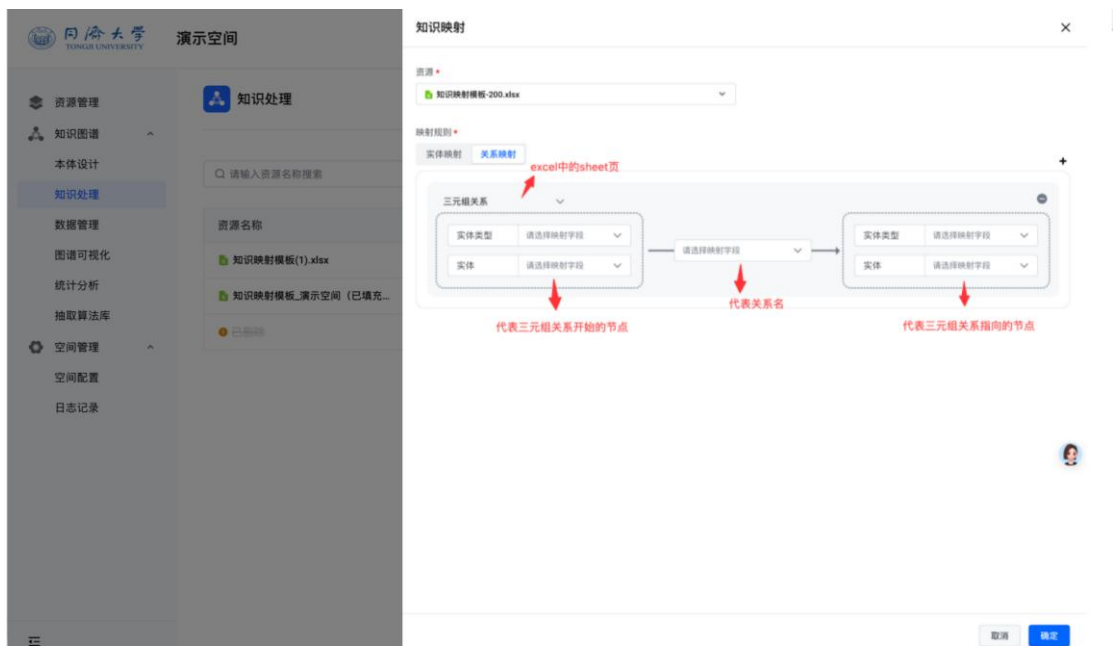 同济大学
TONGJI UNIVERSITY
演示空间
资源管理
知识图谱
本体设计
知识处理
数据管理
图谱可视化
统计分析
抽取算法库
空间管理
空间配置
日志记录
知识处理
请输入资源名称搜索
资源名称
知识映射模板(1).xlsx
知识映射模板_演示空间（已填充...
已删除
知识映射
资源
知识映射模板-200.xlsx
映射规则
实体映射 关系映射
excel中的sheet页
三元组关系
实体类型 请选择映射字段
实体 请选择映射字段
请选择映射字段
实体类型 请选择映射字段
实体 请选择映射字段
代表关系名
代表三元组关系开始的节点
代表三元组关系指向的节点
取消 确定